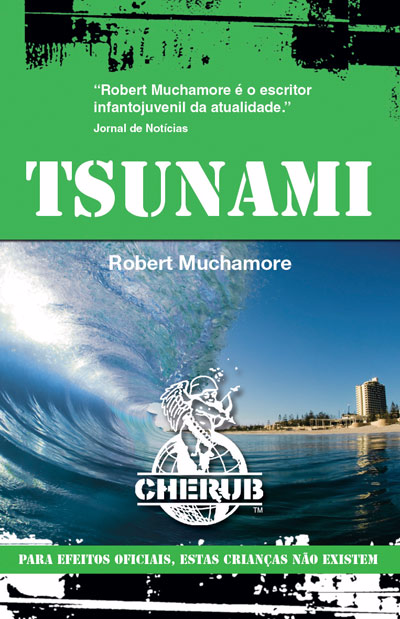 “Robert Muchamore é o escritor
infantojuvenil da atualidade.”
Jornal de Notícias
TSUNAMI
Robert Muchamore
CHERUB
TM
PARA EFEITOS OFICIAIS, ESTAS CRIANÇAS NÃO EXISTEM